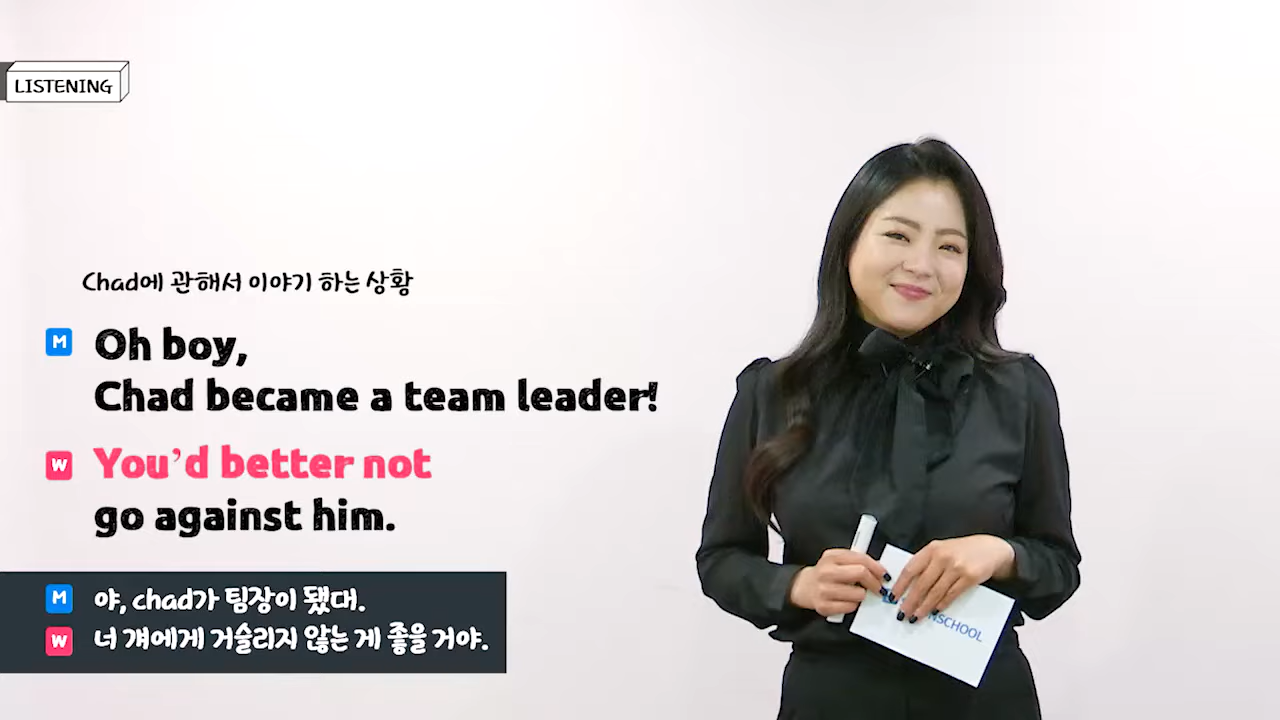 LISTENING
Chad에 관해서 이야기 하는 상황
M Oh boy,
Chad became a team leader!
W You'd better not
go against him.
M 야, chad가 팀장이 됐대.
W 너 걔에게 거슬리지 않는 게 좋을 거야.
NSCHOOL